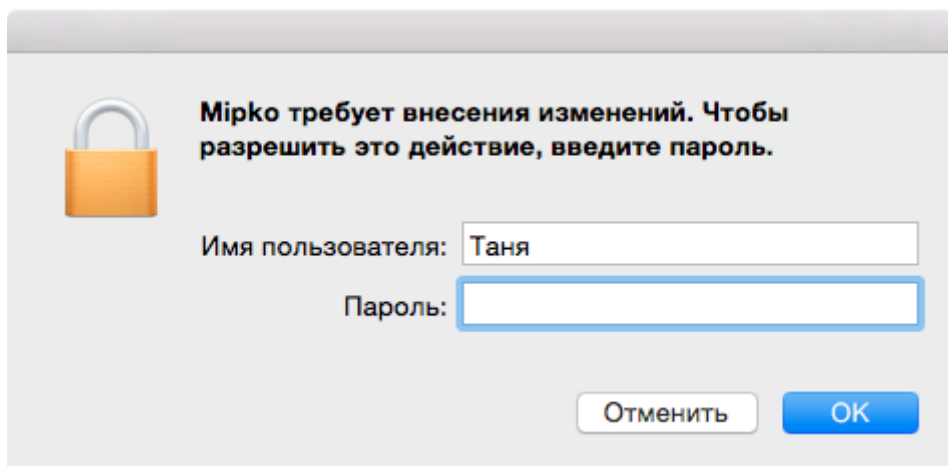 Mipko требует внесения изменений. Чтобы
разрешить это действие, введите пароль.
Имя пользователя: Таня
Пароль:
Отменить OK